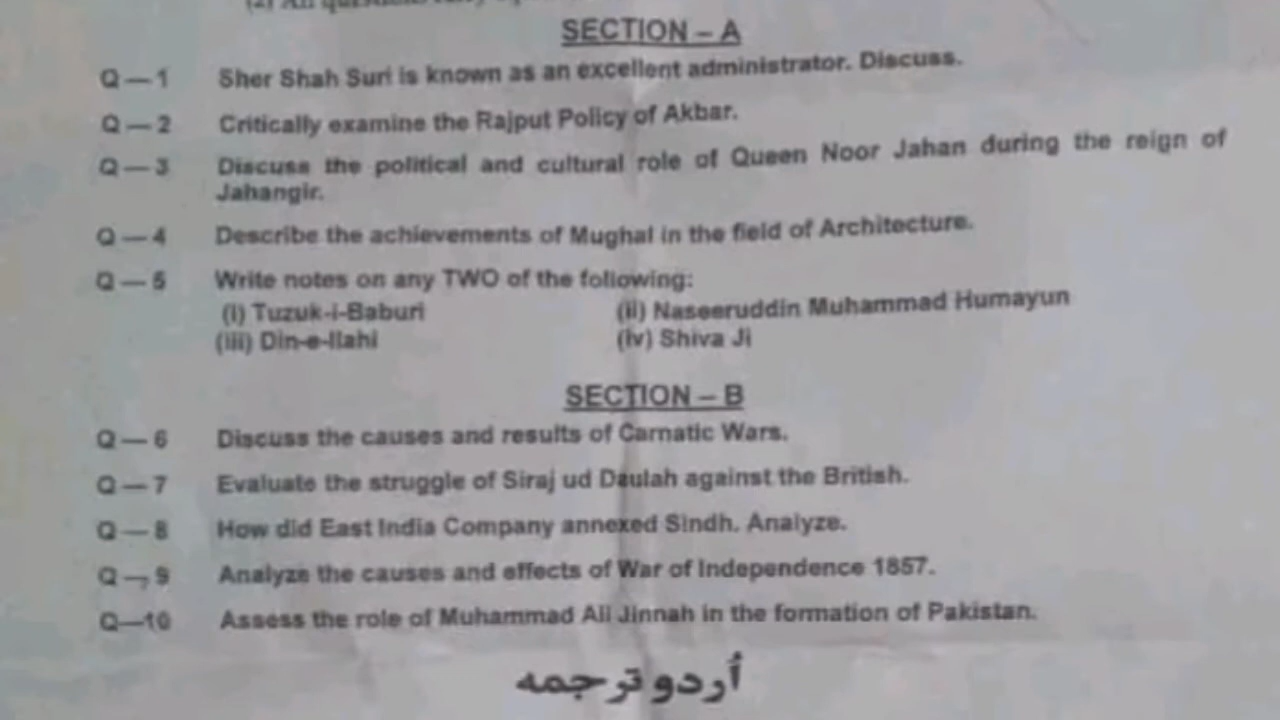 SECTION – A
Q — 1 Sher Shah Suri is known as an excellent administrator. Discuss.
Q — 2 Critically examine the Rajput Policy of Akbar.
Q — 3 Discuss the political and cultural role of Queen Noor Jahan during the reign of
Jahangir.
Q — 4 Describe the achievements of Mughal in the field of Architecture.
Q — 5 Write notes on any TWO of the following:
(i) Tuzuk-i-Baburi (ii) Naseeruddin Muhammad Humayun
(iii) Din-e-Ilahi (iv) Shiva Ji
SECTION – B
Q — 6 Discuss the causes and results of Carnatic Wars.
Q — 7 Evaluate the struggle of Siraj ud Daulah against the British.
Q — 8 How did East India Company annexed Sindh. Analyze.
Q — 9 Analyze the causes and effects of War of Independence 1857.
Q—10 Assess the role of Muhammad Ali Jinnah in the formation of Pakistan.
اُردو ترجمہ